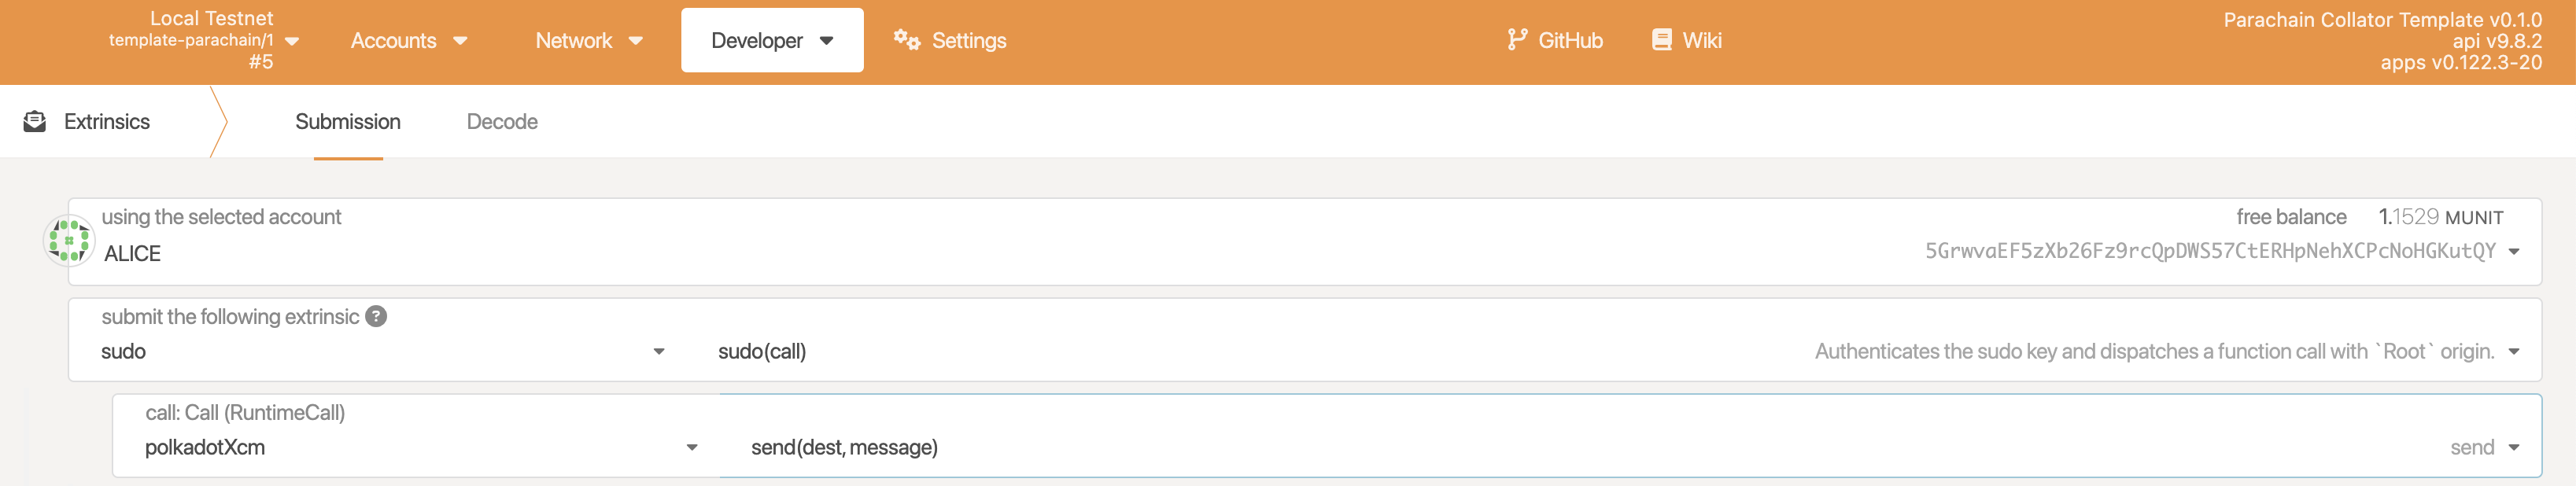 Local Testnet
template-parachain/1
#5
Accounts
Network
Developer
Settings
GitHub
Wiki
Parachain Collator Template v0.1.0
api v9.8.2
apps v0.122.3-20
Extrinsics
Submission
Decode
using the selected account
free balance 1.1529 MUNIT
ALICE
5GrwvaEF5zXb26Fz9rcQpDWS57CtERHpNehXCPcNoHGKutQY
submit the following extrinsic ?
sudo
sudo(call)
Authenticates the sudo key and dispatches a function call with `Root` origin.
call: Call (RuntimeCall)
polkadotXcm
send(dest, message)
send